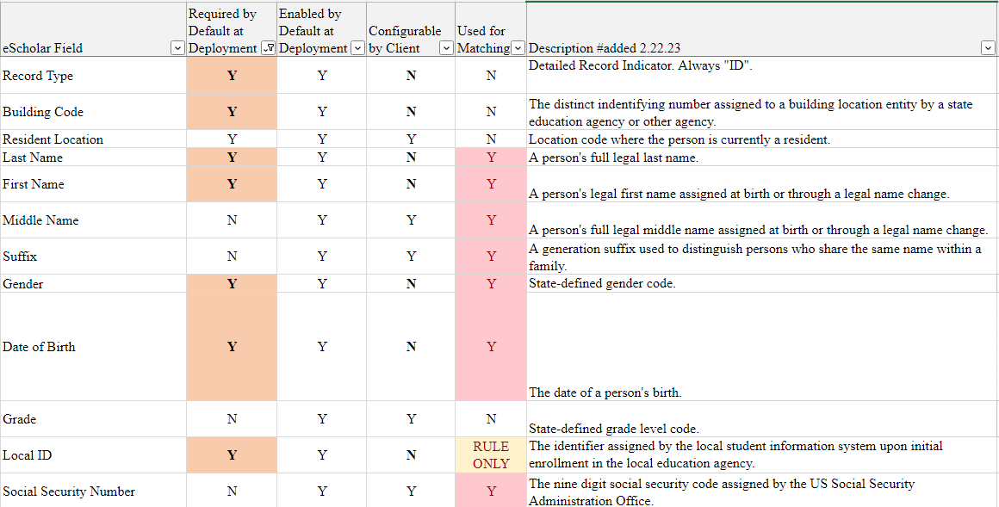 eScholar Field Required by Default at Deployment Enabled by Default at Deployment Configurable by Client Used for Matching Description #added 2.22.23
Record Type Y Y N N Detailed Record Indicator. Always "ID".
Building Code Y Y N N The distinct indentifying number assigned to a building location entity by a state
education agency or other agency.
Resident Location Y Y Y N Location code where the person is currently a resident.
Last Name Y Y N Y A person's full legal last name.
First Name Y Y N Y A person's legal first name assigned at birth or through a legal name change.
Middle Name N Y Y Y A person's full legal middle name assigned at birth or through a legal name change.
Suffix N Y Y Y A generation suffix used to distinguish persons who share the same name within a
family.
Gender Y Y N Y State-defined gender code.
Date of Birth Y Y N Y The date of a person's birth.
Grade N Y Y N State-defined grade level code.
Local ID Y Y N RULE ONLY The identifier assigned by the local student information system upon initial
enrollment in the local education agency.
Social Security Number N Y Y Y The nine digit social security code assigned by the US Social Security
Administration Office.